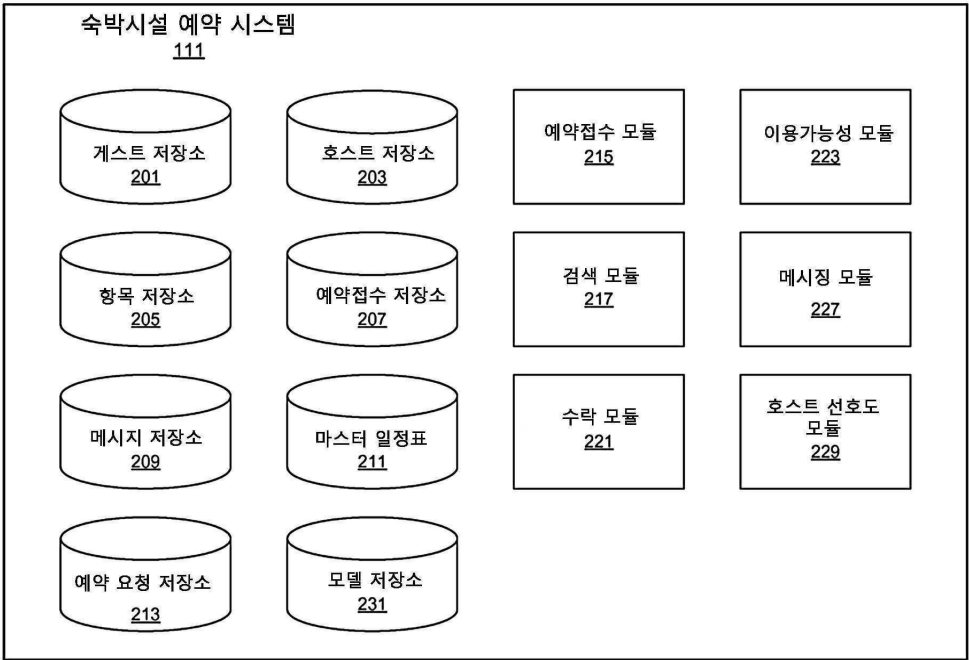 숙박시설 예약 시스템
111
게스트 저장소
201
호스트 저장소
203
예약접수 모듈
215
이용가능성 모듈
223
항목 저장소
205
예약접수 저장소
207
검색 모듈
217
메시징 모듈
227
메시지 저장소
209
마스터 일정표
211
수락 모듈
221
호스트 선호도
모듈
229
예약 요청 저장소
213
모델 저장소
231